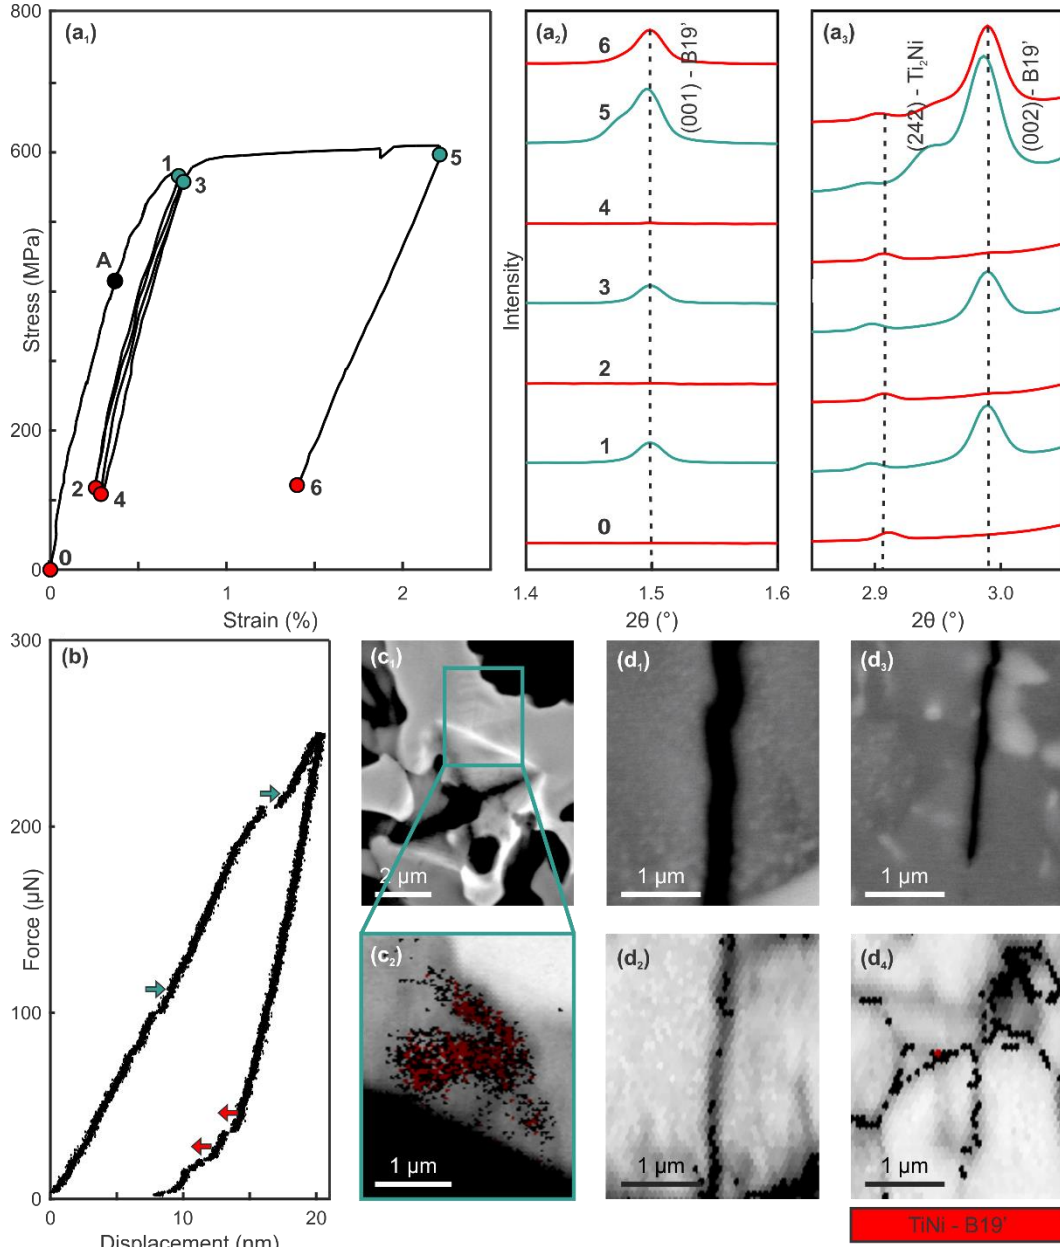 (a₁)
800
600
400
200
0
Stress (MPa)
A
1
3
5
2
4
6
0
0
1
2
Strain (%)
(a₂)
Intensity
6
5
4
3
2
1
0
(001) - B19’
1.4
1.5
1.6
2θ (°)
(a₃)
(242) - Ti₂Ni
(002) - B19’
2.9
3.0
2θ (°)
(b)
300
200
100
0
Force (μN)
0
10
20
Displacement (nm)
(c₁)
2 μm
(c₂)
1 μm
(d₁)
1 μm
(d₃)
1 μm
(d₂)
1 μm
(d₄)
1 μm
TiNi - B19’